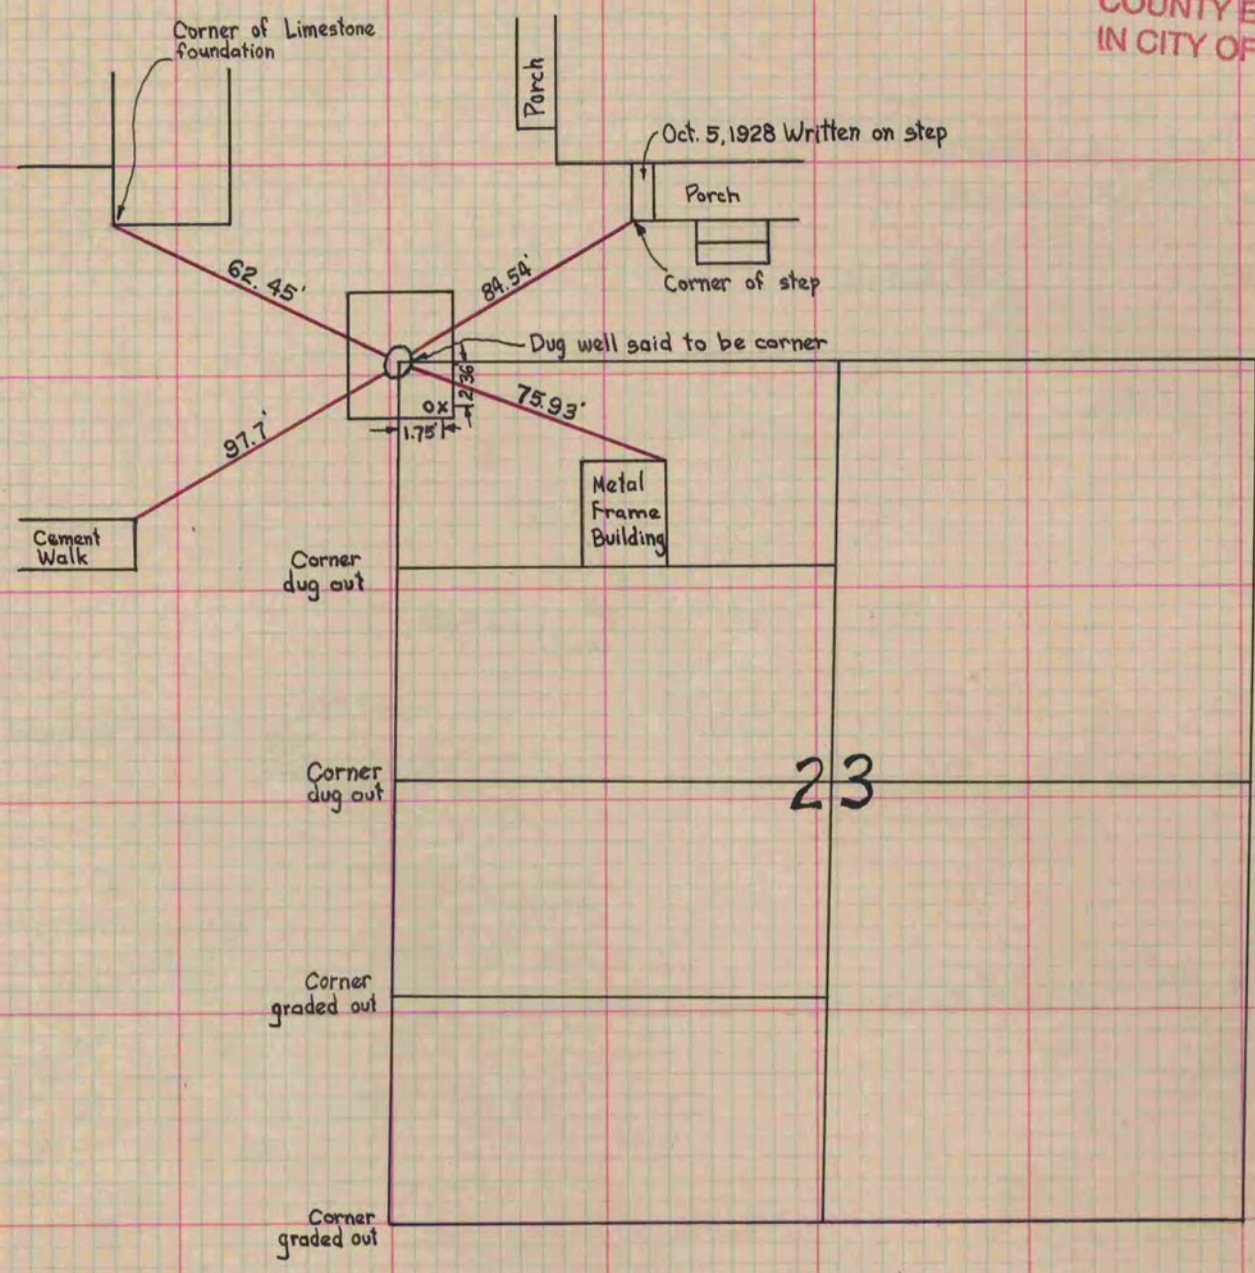 COUNTY
IN CITY OF
Corner of Limestone
foundation
Porch
Oct. 5, 1928 Written on step
Porch
Corner of step
62.45'
84.54'
Dug well said to be corner
2.36
75.93'
OX
1.75'
97.7'
Metal
Frame
Building
Cement
Walk
Corner
dug out
Corner
dug out
23
Corner
graded out
Corner
graded out